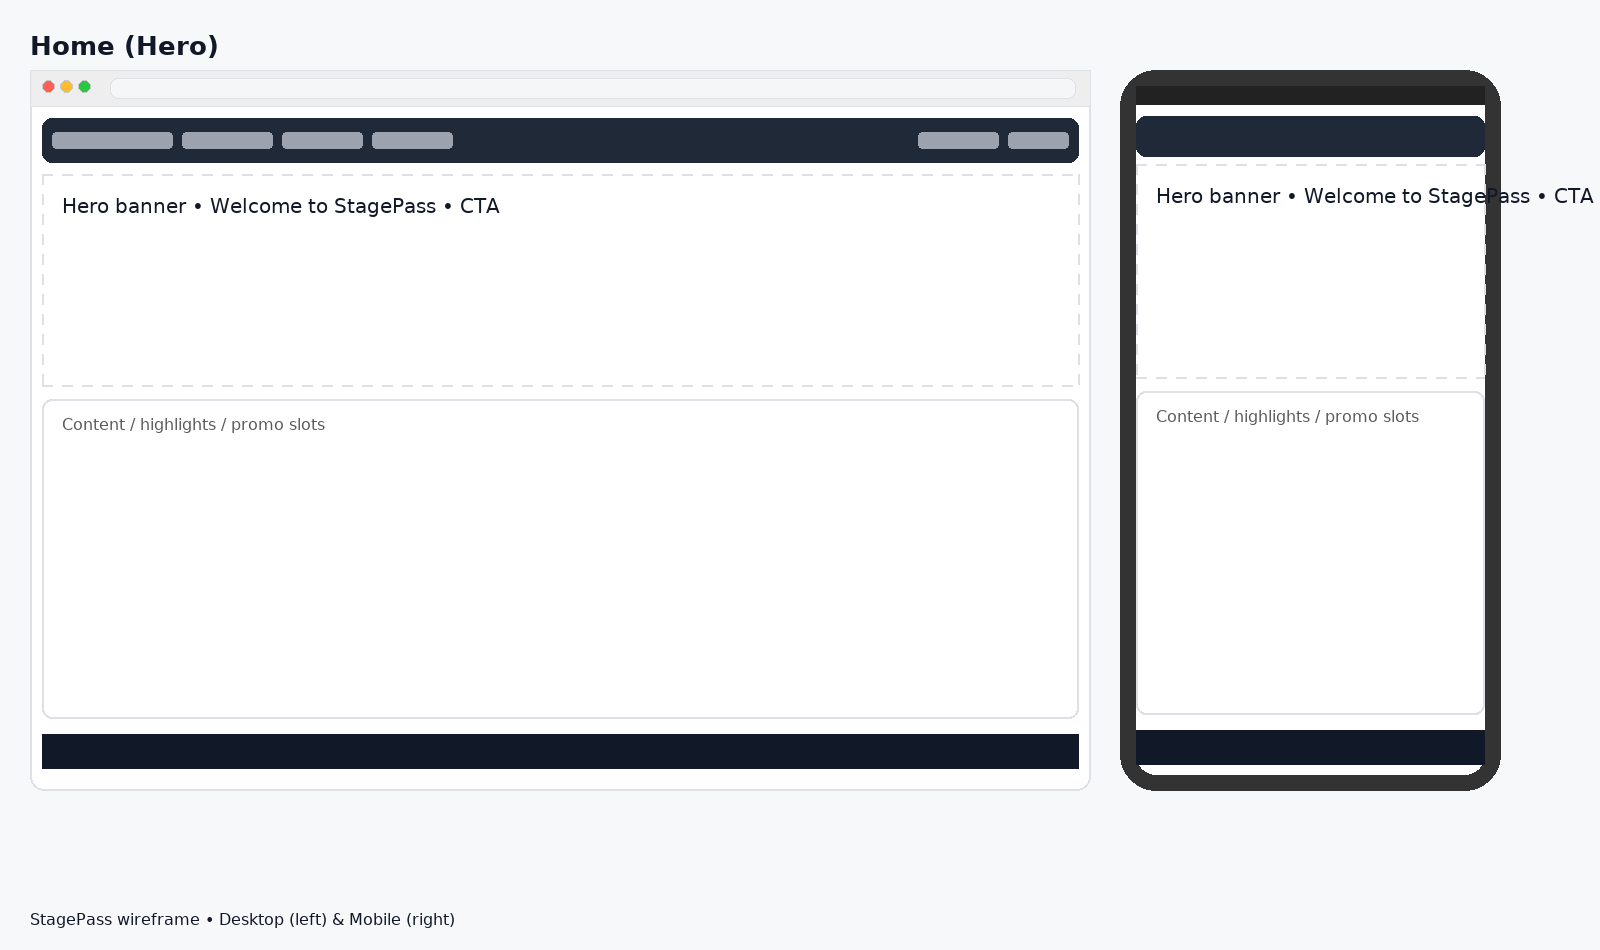 Home (Hero)
Hero banner • Welcome to StagePass • CTA
Content / highlights / promo slots
Hero banner • Welcome to StagePass • CTA
Content / highlights / promo slots
StagePass wireframe • Desktop (left) & Mobile (right)